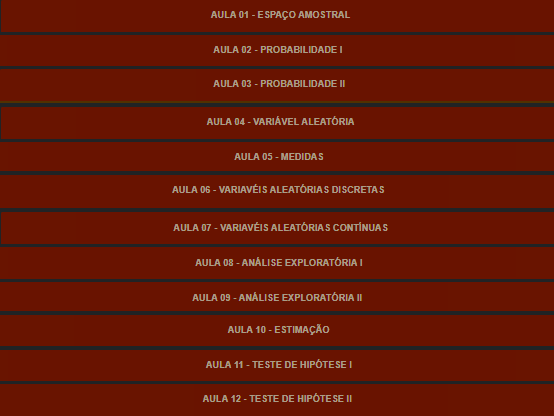 AULA 01 - ESPAÇO AMOSTRAL
AULA 02 - PROBABILIDADE I
AULA 03 - PROBABILIDADE II
AULA 04 - VARIÁVEL ALEATÓRIA
AULA 05 - MEDIDAS
AULA 06 - VARIAVÉIS ALEATÓRIAS DISCRETAS
AULA 07 - VARIAVÉIS ALEATÓRIAS CONTÍNUAS
AULA 08 - ANÁLISE EXPLORATÓRIA I
AULA 09 - ANÁLISE EXPLORATÓRIA II
AULA 10 - ESTIMAÇÃO
AULA 11 - TESTE DE HIPÓTESE I
AULA 12 - TESTE DE HIPÓTESE II